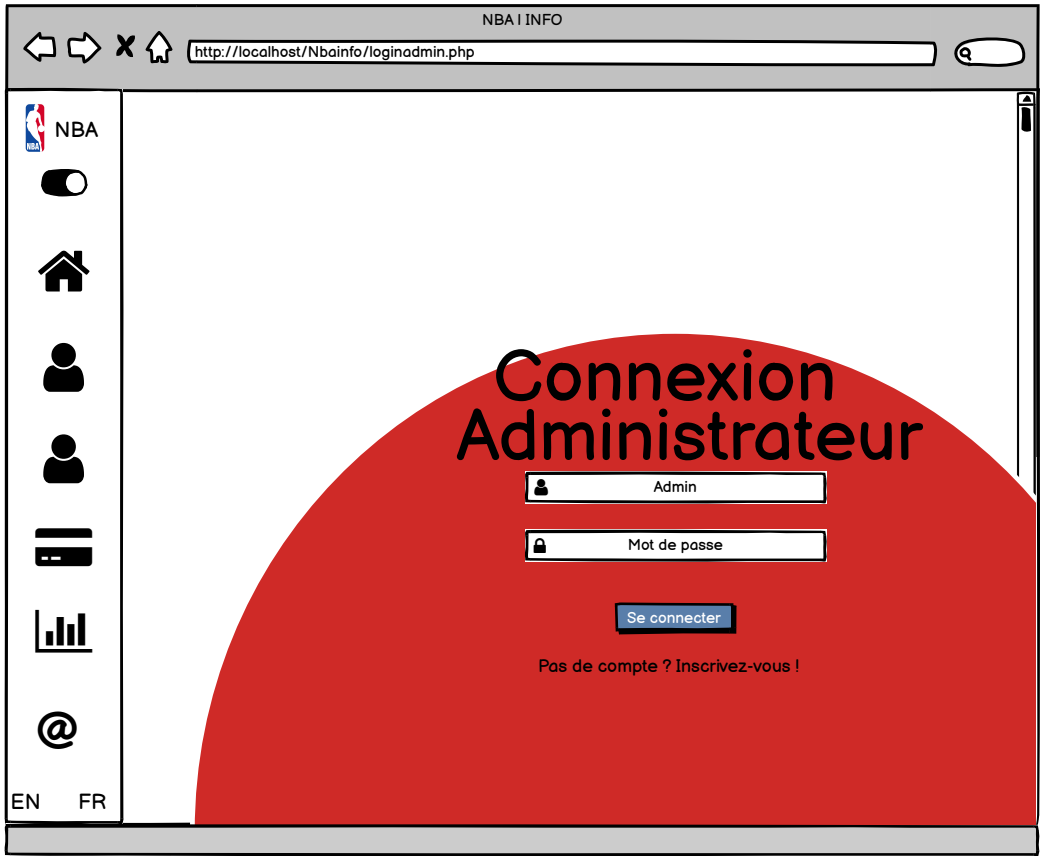 NBA | INFO
http://localhost/Nbainfo/loginadmin.php
NBA
NBA
Connexion
Administrateur
Admin
Mot de passe
Se connecter
Pas de compte ? Inscrivez-vous !
@
EN FR